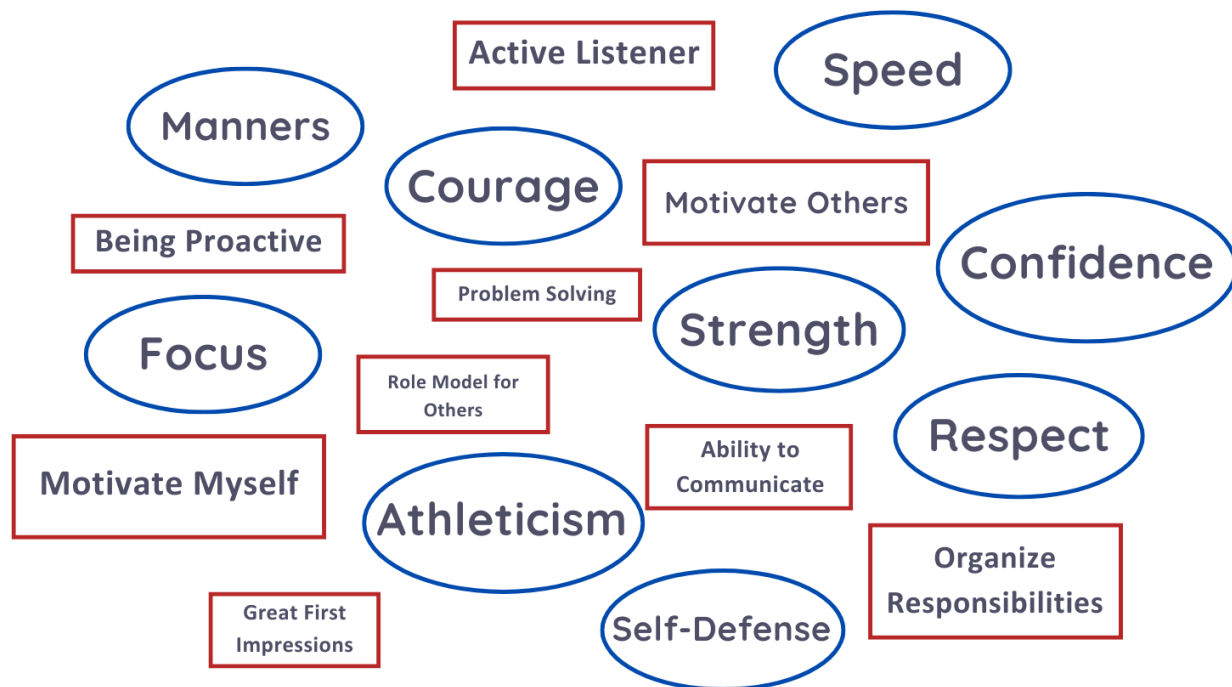 Active Listener
Speed
Manners
Courage
Motivate Others
Being Proactive
Confidence
Problem Solving
Strength
Focus
Role Model for
Others
Respect
Motivate Myself
Ability to
Communicate
Athleticism
Organize
Responsibilities
Great First
Impressions
Self-Defense